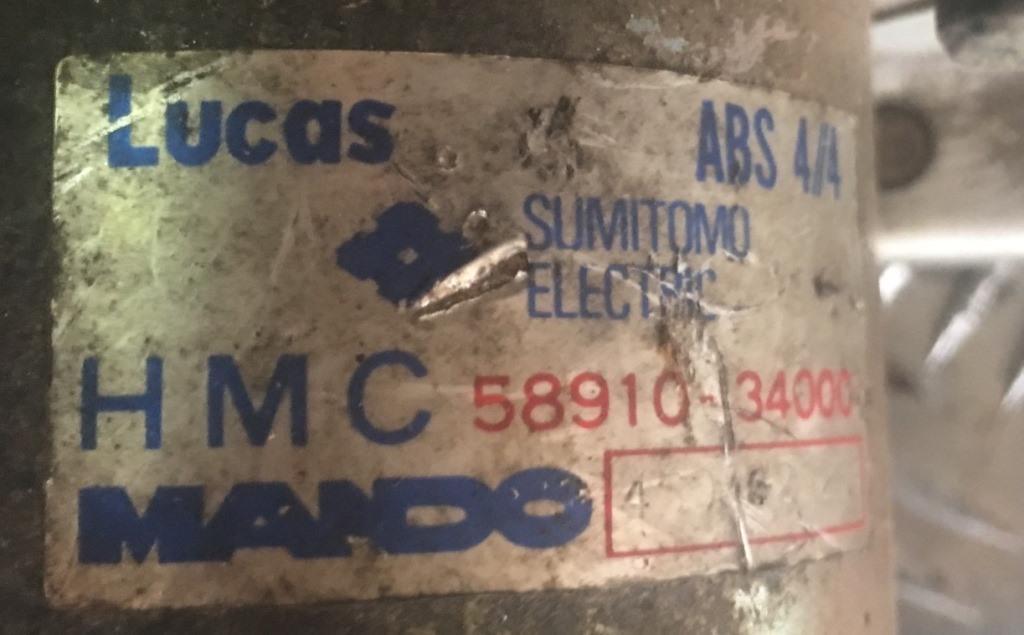 Lucas ABS 4/4
SUMITOMO
ELECTRIC
HMC 58910-34000
MANDO